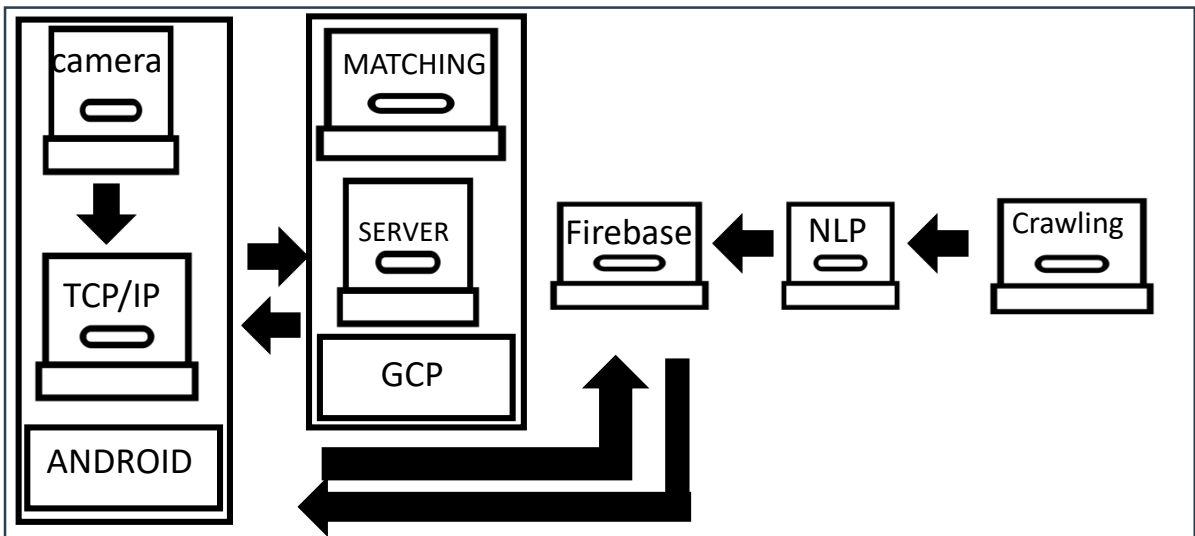 camera
TCP/IP
ANDROID
MATCHING
SERVER
GCP
Firebase
NLP
Crawling